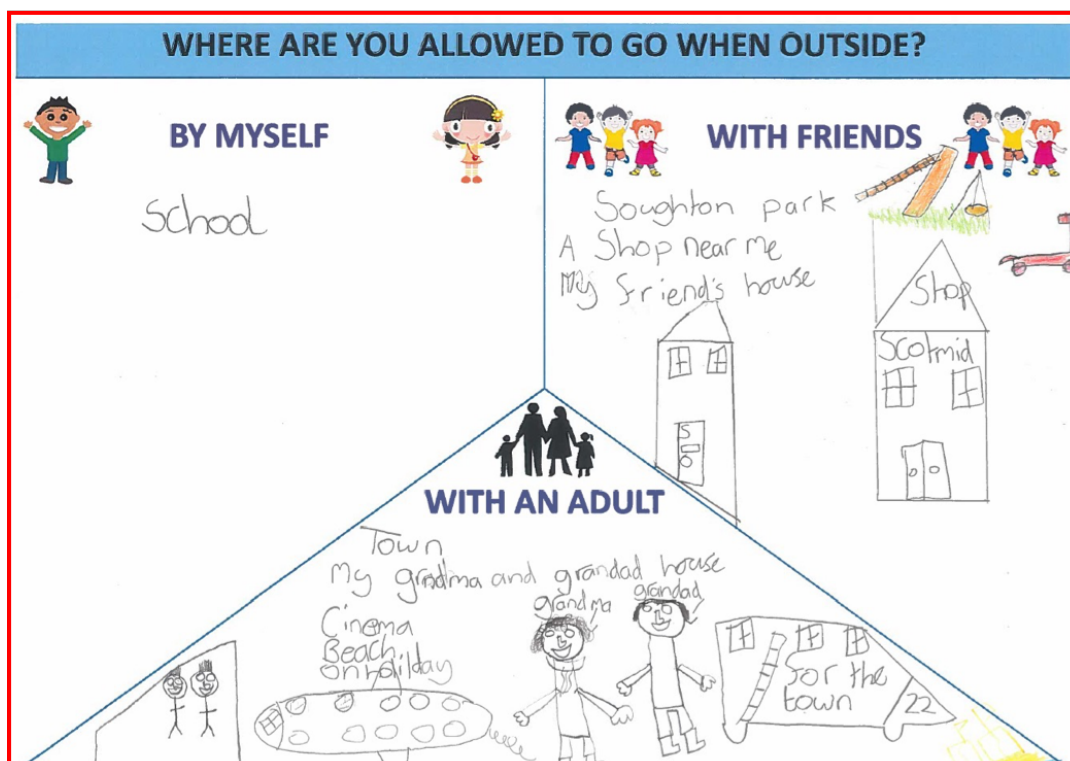 WHERE ARE YOU ALLOWED TO GO WHEN OUTSIDE?
BY MYSELF
School
WITH FRIENDS
Soughton park
A Shop near me
My friend's house
Shop
Scotmid
WITH AN ADULT
Town
My grndma and grandad house
Cinema
Beach
on holiday
grandma
grandad
for the
town
22